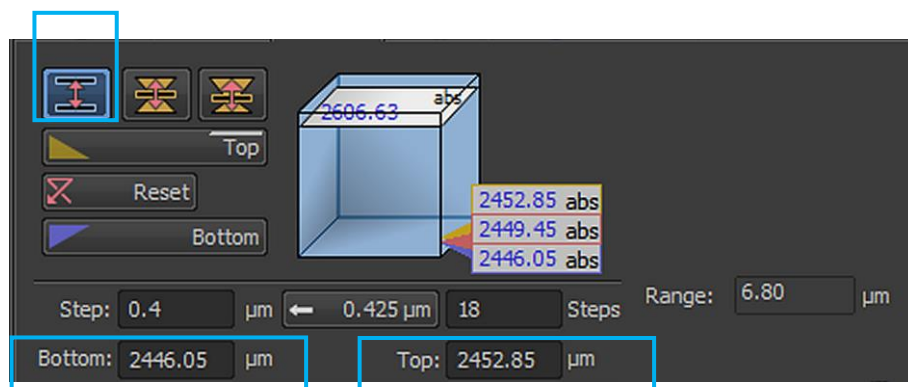 2606.63 abs
Top
Reset
2452.85 abs
2449.45 abs
Bottom
2446.05 abs
Step: 0.4 µm 0.425 µm 18 Steps Range: 6.80 µm
Bottom: 2446.05 µm Top: 2452.85 µm